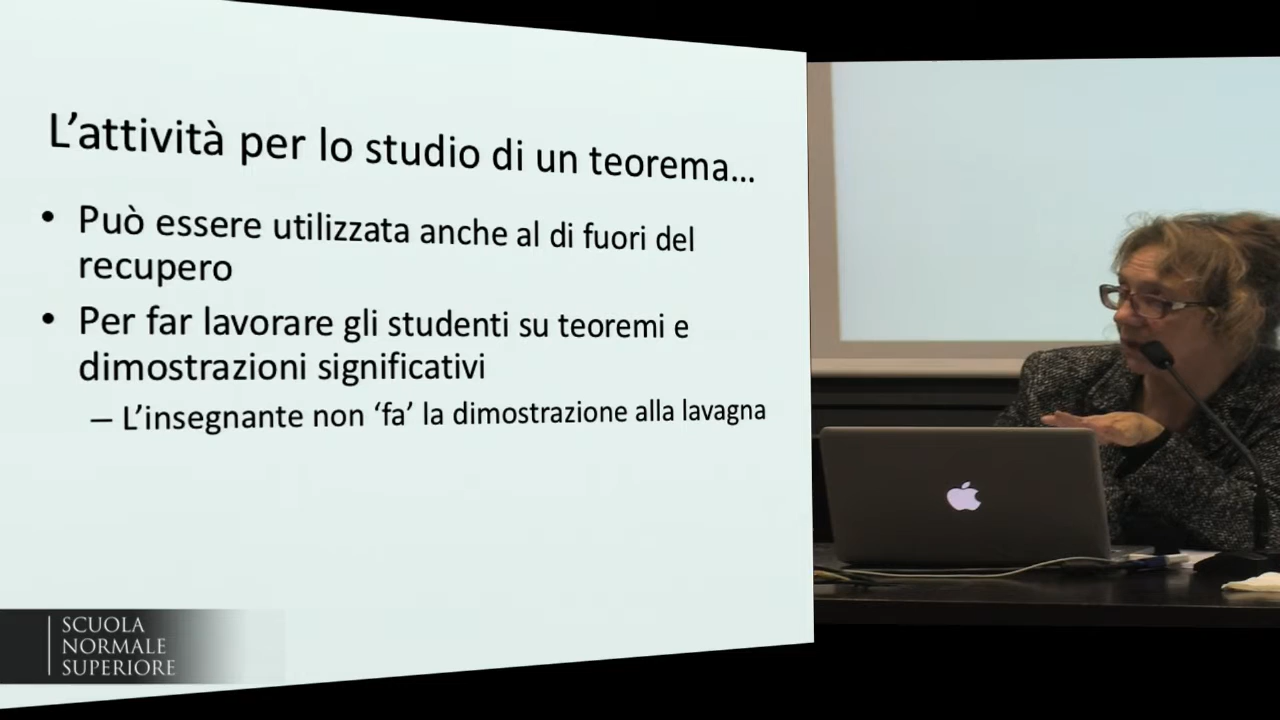 L’attività per lo studio di un teorema...
• Può essere utilizzata anche al di fuori del
recupero
• Per far lavorare gli studenti su teoremi e
dimostrazioni significativi
– L’insegnante non ‘fa’ la dimostrazione alla lavagna
SCUOLA
NORMALE
SUPERIORE